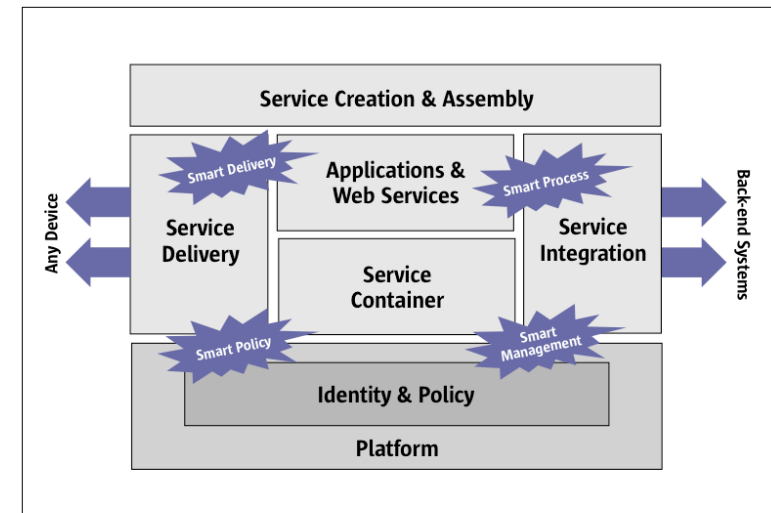 Service Creation & Assembly
Smart Delivery
Applications &
Web Services
Smart Process
Any Device
Service
Delivery
Service
Integration
Back-end Systems
Service
Container
Smart Policy
Smart
Management
Identity & Policy
Platform